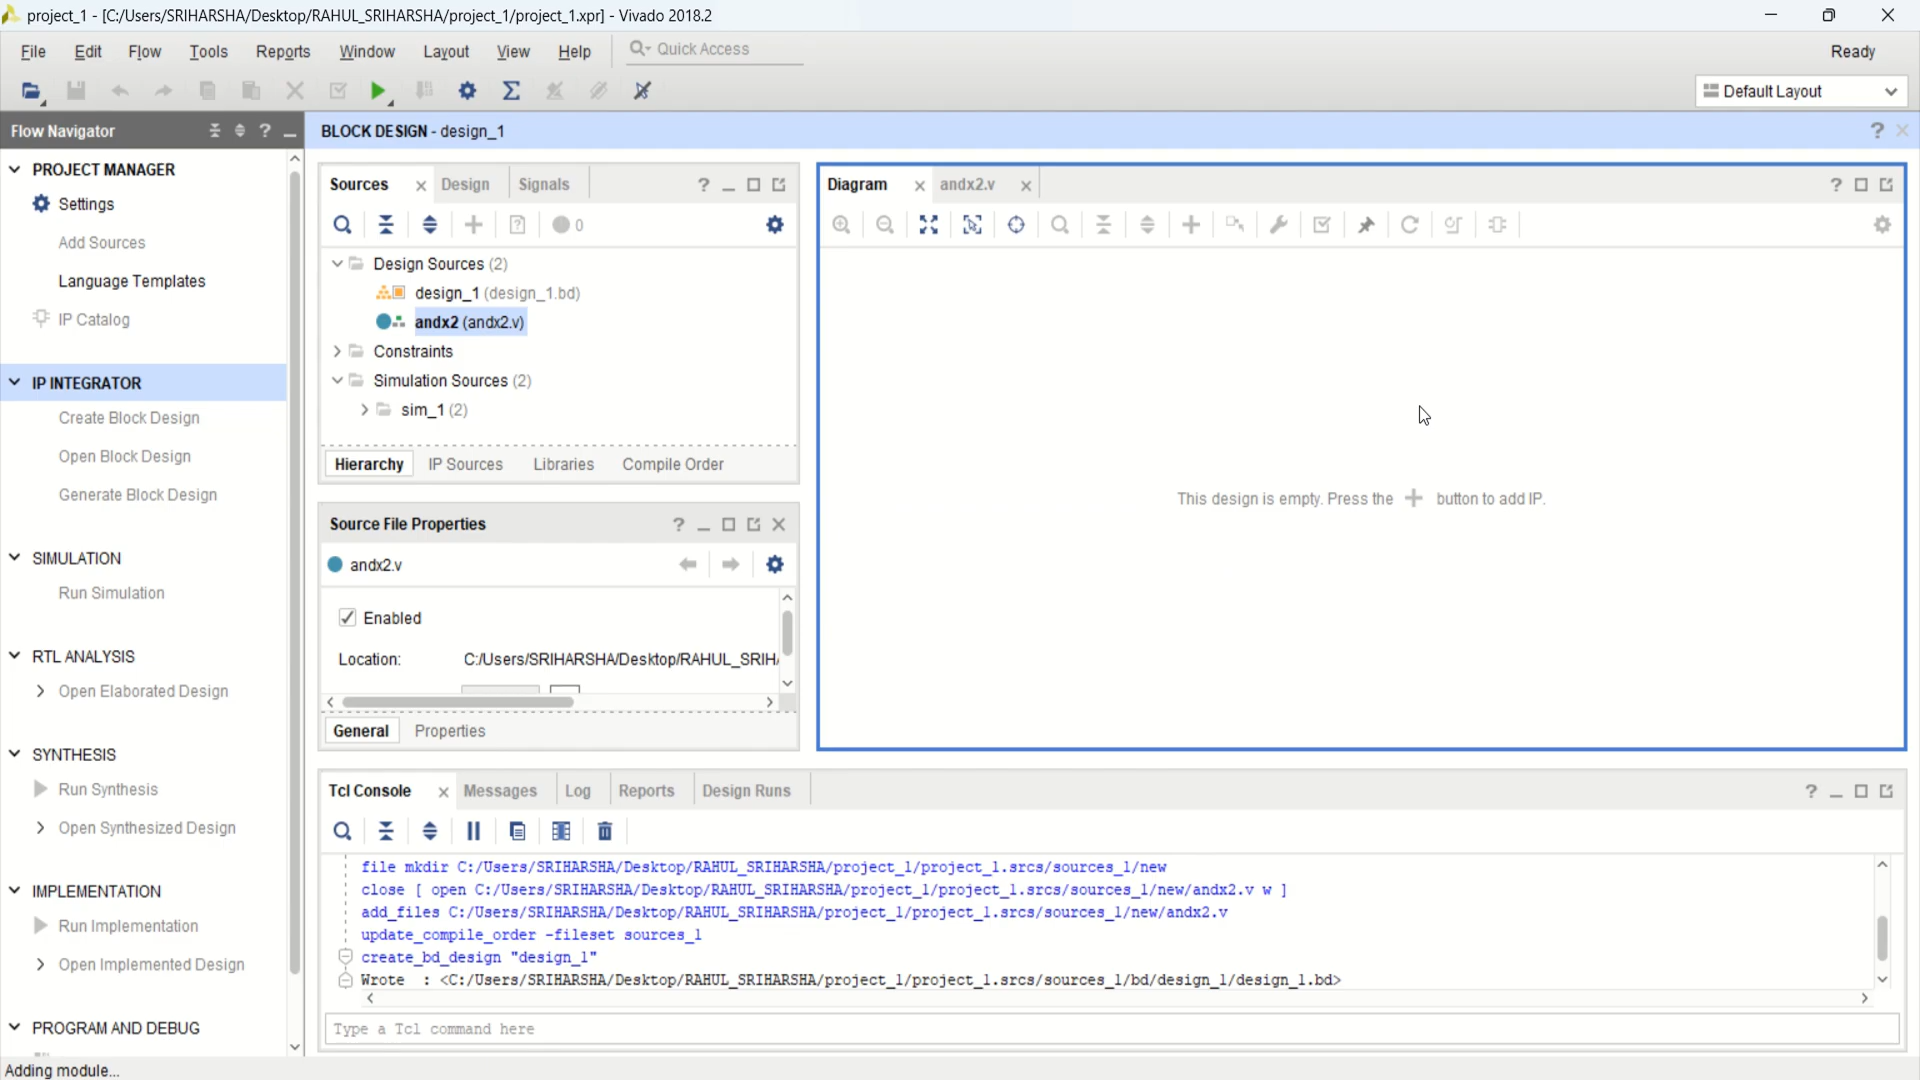 project_1 - [C:/Users/SRIHARSHA/Desktop/RAHUL_SRIHARSHA/project_1/project_1.xpr] - Vivado 2018.2
File Edit Flow Tools Reports Window Layout View Help Quick Access Ready
Default Layout
Flow Navigator
PROJECT MANAGER
Settings
Add Sources
Language Templates
IP Catalog
IP INTEGRATOR
Create Block Design
Open Block Design
Generate Block Design
SIMULATION
Run Simulation
RTL ANALYSIS
Open Elaborated Design
SYNTHESIS
Run Synthesis
Open Synthesized Design
IMPLEMENTATION
Run Implementation
Open Implemented Design
PROGRAM AND DEBUG
BLOCK DESIGN - design_1
Sources Design Signals
0
Design Sources (2)
design_1 (design_1.bd)
andx2 (andx2.v)
Constraints
Simulation Sources (2)
sim_1 (2)
Hierarchy IP Sources Libraries Compile Order
Source File Properties
andx2.v
Enabled
Location: C:/Users/SRIHARSHA/Desktop/RAHUL_SRIH
General Properties
Diagram andx2.v
This design is empty. Press the + button to add IP.
Tcl Console Messages Log Reports Design Runs
file mkdir C:/Users/SRIHARSHA/Desktop/RAHUL_SRIHARSHA/project_1/project_1.srcs/sources_1/new
close [ open C:/Users/SRIHARSHA/Desktop/RAHUL_SRIHARSHA/project_1/project_1.srcs/sources_1/new/andx2.v w ]
add_files C:/Users/SRIHARSHA/Desktop/RAHUL_SRIHARSHA/project_1/project_1.srcs/sources_1/new/andx2.v
update_compile_order -fileset sources_1
create_bd_design "design_1"
Wrote : <C:/Users/SRIHARSHA/Desktop/RAHUL_SRIHARSHA/project_1/project_1.srcs/sources_1/bd/design_1/design_1.bd>
Type a Tcl command here
Adding module...